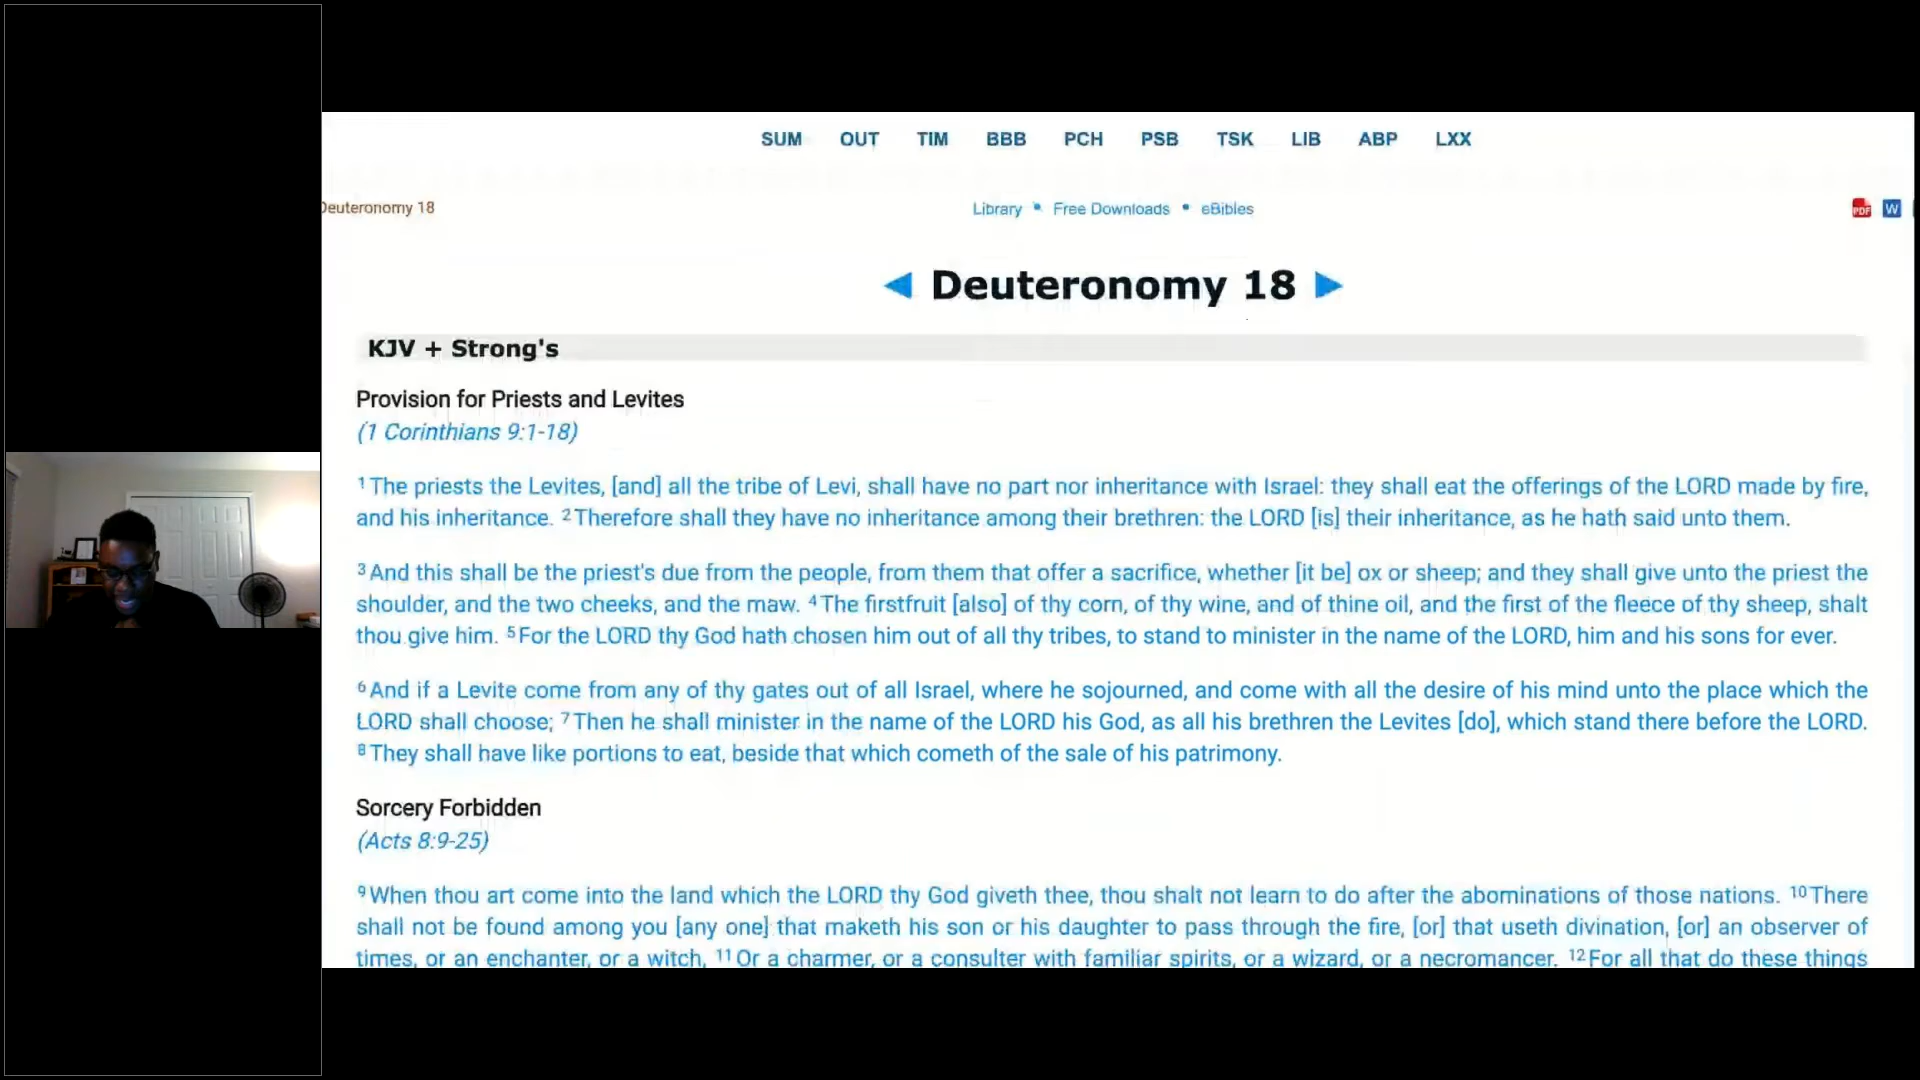 SUM OUT TIM BBB PCH PSB TSK LIB ABP LXX
Deuteronomy 18 Library • Free Downloads • eBibles PDF W
◄ Deuteronomy 18 ►
KJV + Strong's
Provision for Priests and Levites
(1 Corinthians 9:1-18)
1 The priests the Levites, [and] all the tribe of Levi, shall have no part nor inheritance with Israel: they shall eat the offerings of the LORD made by fire,
and his inheritance. 2 Therefore shall they have no inheritance among their brethren: the LORD [is] their inheritance, as he hath said unto them.
3 And this shall be the priest's due from the people, from them that offer a sacrifice, whether [it be] ox or sheep; and they shall give unto the priest the
shoulder, and the two cheeks, and the maw. 4 The firstfruit [also] of thy corn, of thy wine, and of thine oil, and the first of the fleece of thy sheep, shalt
thou give him. 5 For the LORD thy God hath chosen him out of all thy tribes, to stand to minister in the name of the LORD, him and his sons for ever.
6 And if a Levite come from any of thy gates out of all Israel, where he sojourned, and come with all the desire of his mind unto the place which the
LORD shall choose; 7 Then he shall minister in the name of the LORD his God, as all his brethren the Levites [do], which stand there before the LORD.
8 They shall have like portions to eat, beside that which cometh of the sale of his patrimony.
Sorcery Forbidden
(Acts 8:9-25)
9 When thou art come into the land which the LORD thy God giveth thee, thou shalt not learn to do after the abominations of those nations. 10 There
shall not be found among you [any one] that maketh his son or his daughter to pass through the fire, [or] that useth divination, [or] an observer of
times, or an enchanter, or a witch, 11 Or a charmer, or a consulter with familiar spirits, or a wizard, or a necromancer. 12 For all that do these things